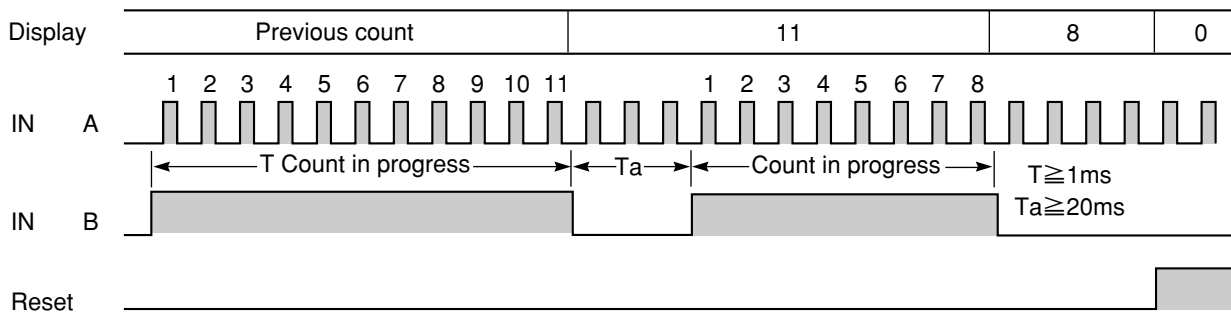 Display Previous count 11 8 0
1 2 3 4 5 6 7 8 9 10 11 1 2 3 4 5 6 7 8
IN A
T Count in progress Ta Count in progress
T≧1ms
Ta≧20ms
IN B
Reset